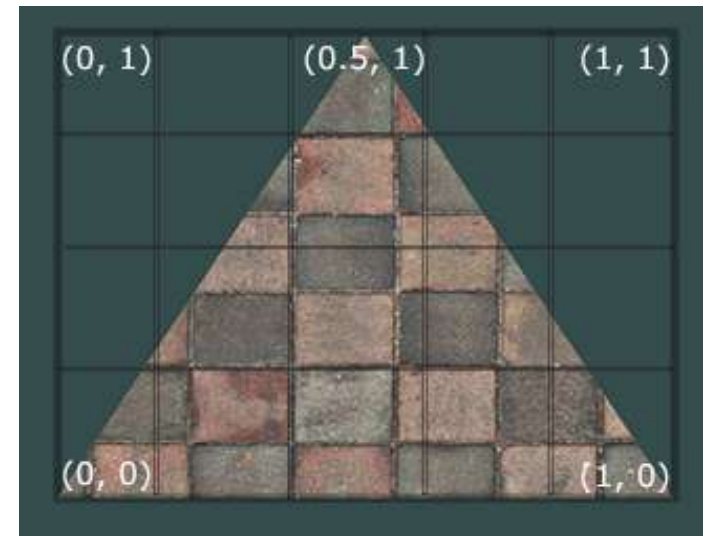 (0, 1) (0.5, 1) (1, 1)
(0, 0) (1, 0)